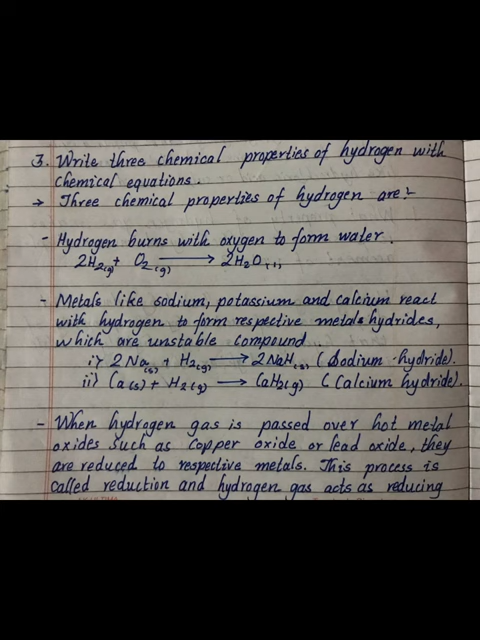 3. Write three chemical properties of hydrogen with
chemical equations.
→ Three chemical properties of hydrogen are:-
- Hydrogen burns with oxygen to form water.
2H₂(g) + O₂(g) ⟶ 2H₂O(l)
- Metals like sodium, potassium and calcium react
with hydrogen to form respective metals hydrides,
which are unstable compound.
i) 2Na(s) + H₂(g) ⟶ 2NaH(s) (Sodium hydride).
ii) Ca(s) + H₂(g) ⟶ CaH₂(g) (Calcium hydride).
- When hydrogen gas is passed over hot metal
oxides such as copper oxide or lead oxide, they
are reduced to respective metals. This process is
called reduction and hydrogen gas acts as reducing